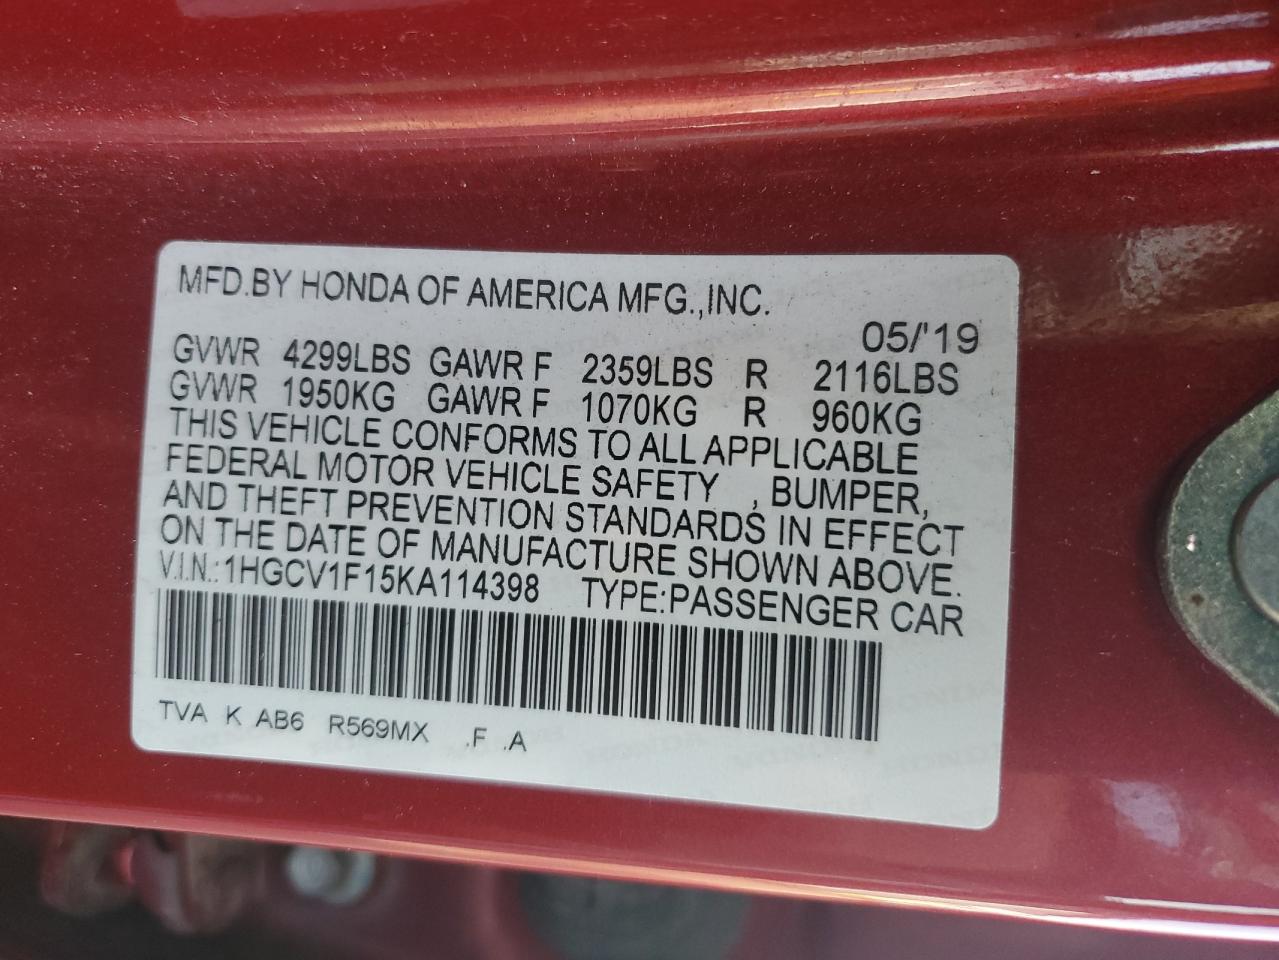 MFD.BY HONDA OF AMERICA MFG.,INC.
05/'19
GVWR 4299LBS GAWR F 2359LBS R 2116LBS
GVWR 1950KG GAWR F 1070KG R 960KG
THIS VEHICLE CONFORMS TO ALL APPLICABLE
FEDERAL MOTOR VEHICLE SAFETY , BUMPER,
AND THEFT PREVENTION STANDARDS IN EFFECT
ON THE DATE OF MANUFACTURE SHOWN ABOVE.
V.I.N.:1HGCV1F15KA114398 TYPE:PASSENGER CAR
TVA K AB6 R569MX .F .A